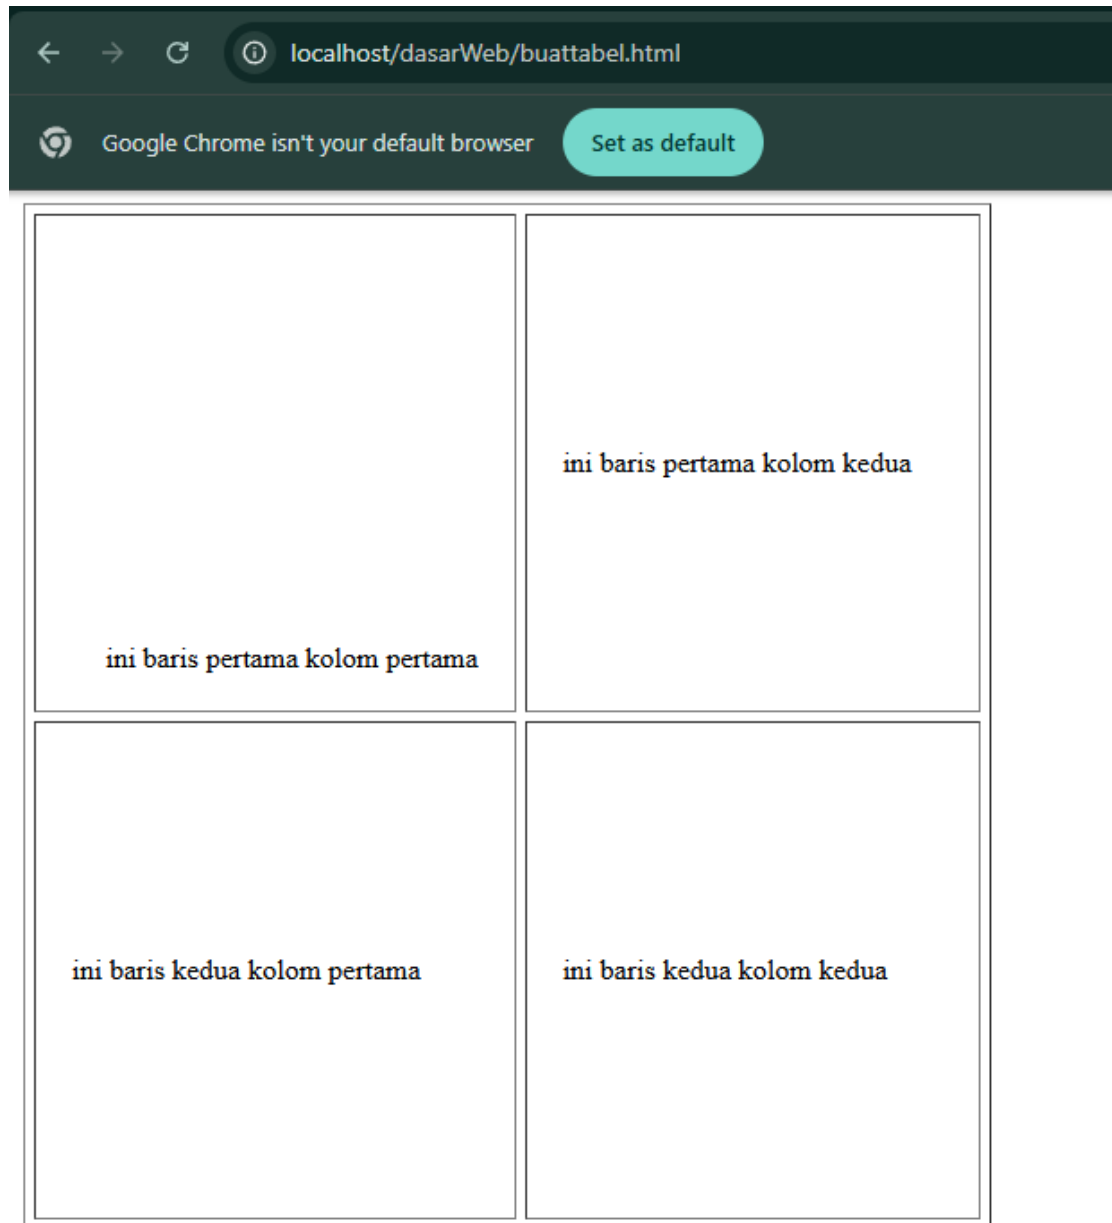 localhost/dasarWeb/buattabel.html
Google Chrome isn't your default browser
Set as default
ini baris pertama kolom pertama
ini baris pertama kolom kedua
ini baris kedua kolom pertama
ini baris kedua kolom kedua